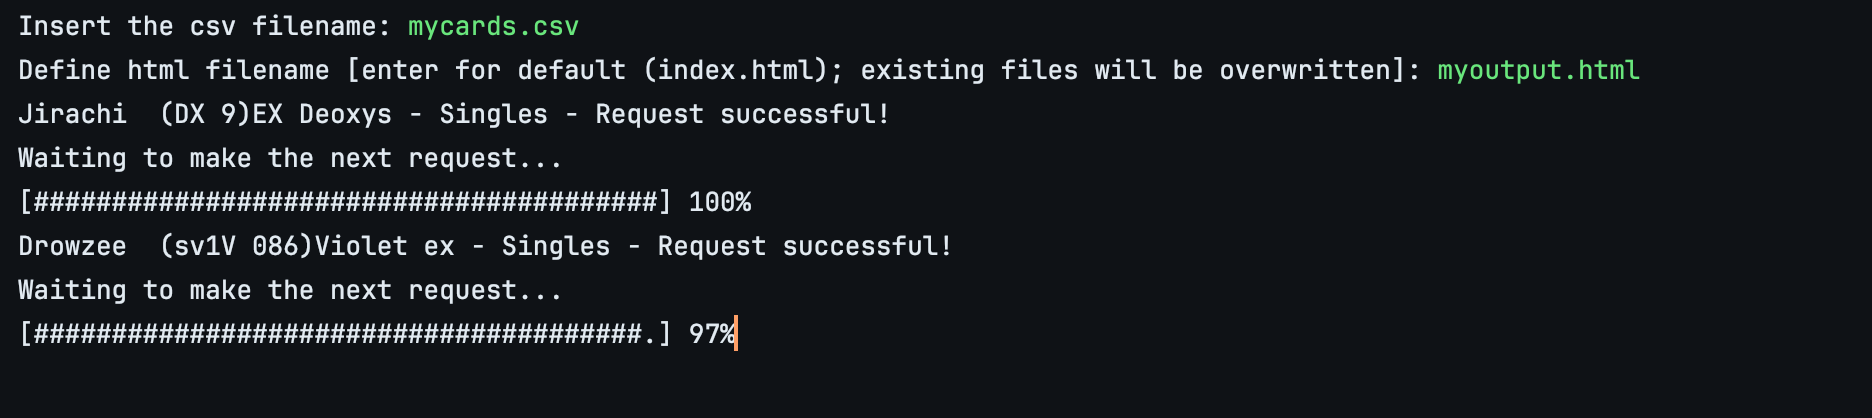 Insert the csv filename: mycards.csv
Define html filename [enter for default (index.html); existing files will be overwritten]: myoutput.html
Jirachi  (DX 9)EX Deoxys - Singles - Request successful!
Waiting to make the next request...
[########################################] 100%
Drowzee  (sv1V 086)Violet ex - Singles - Request successful!
Waiting to make the next request...
[#######################################.] 97%